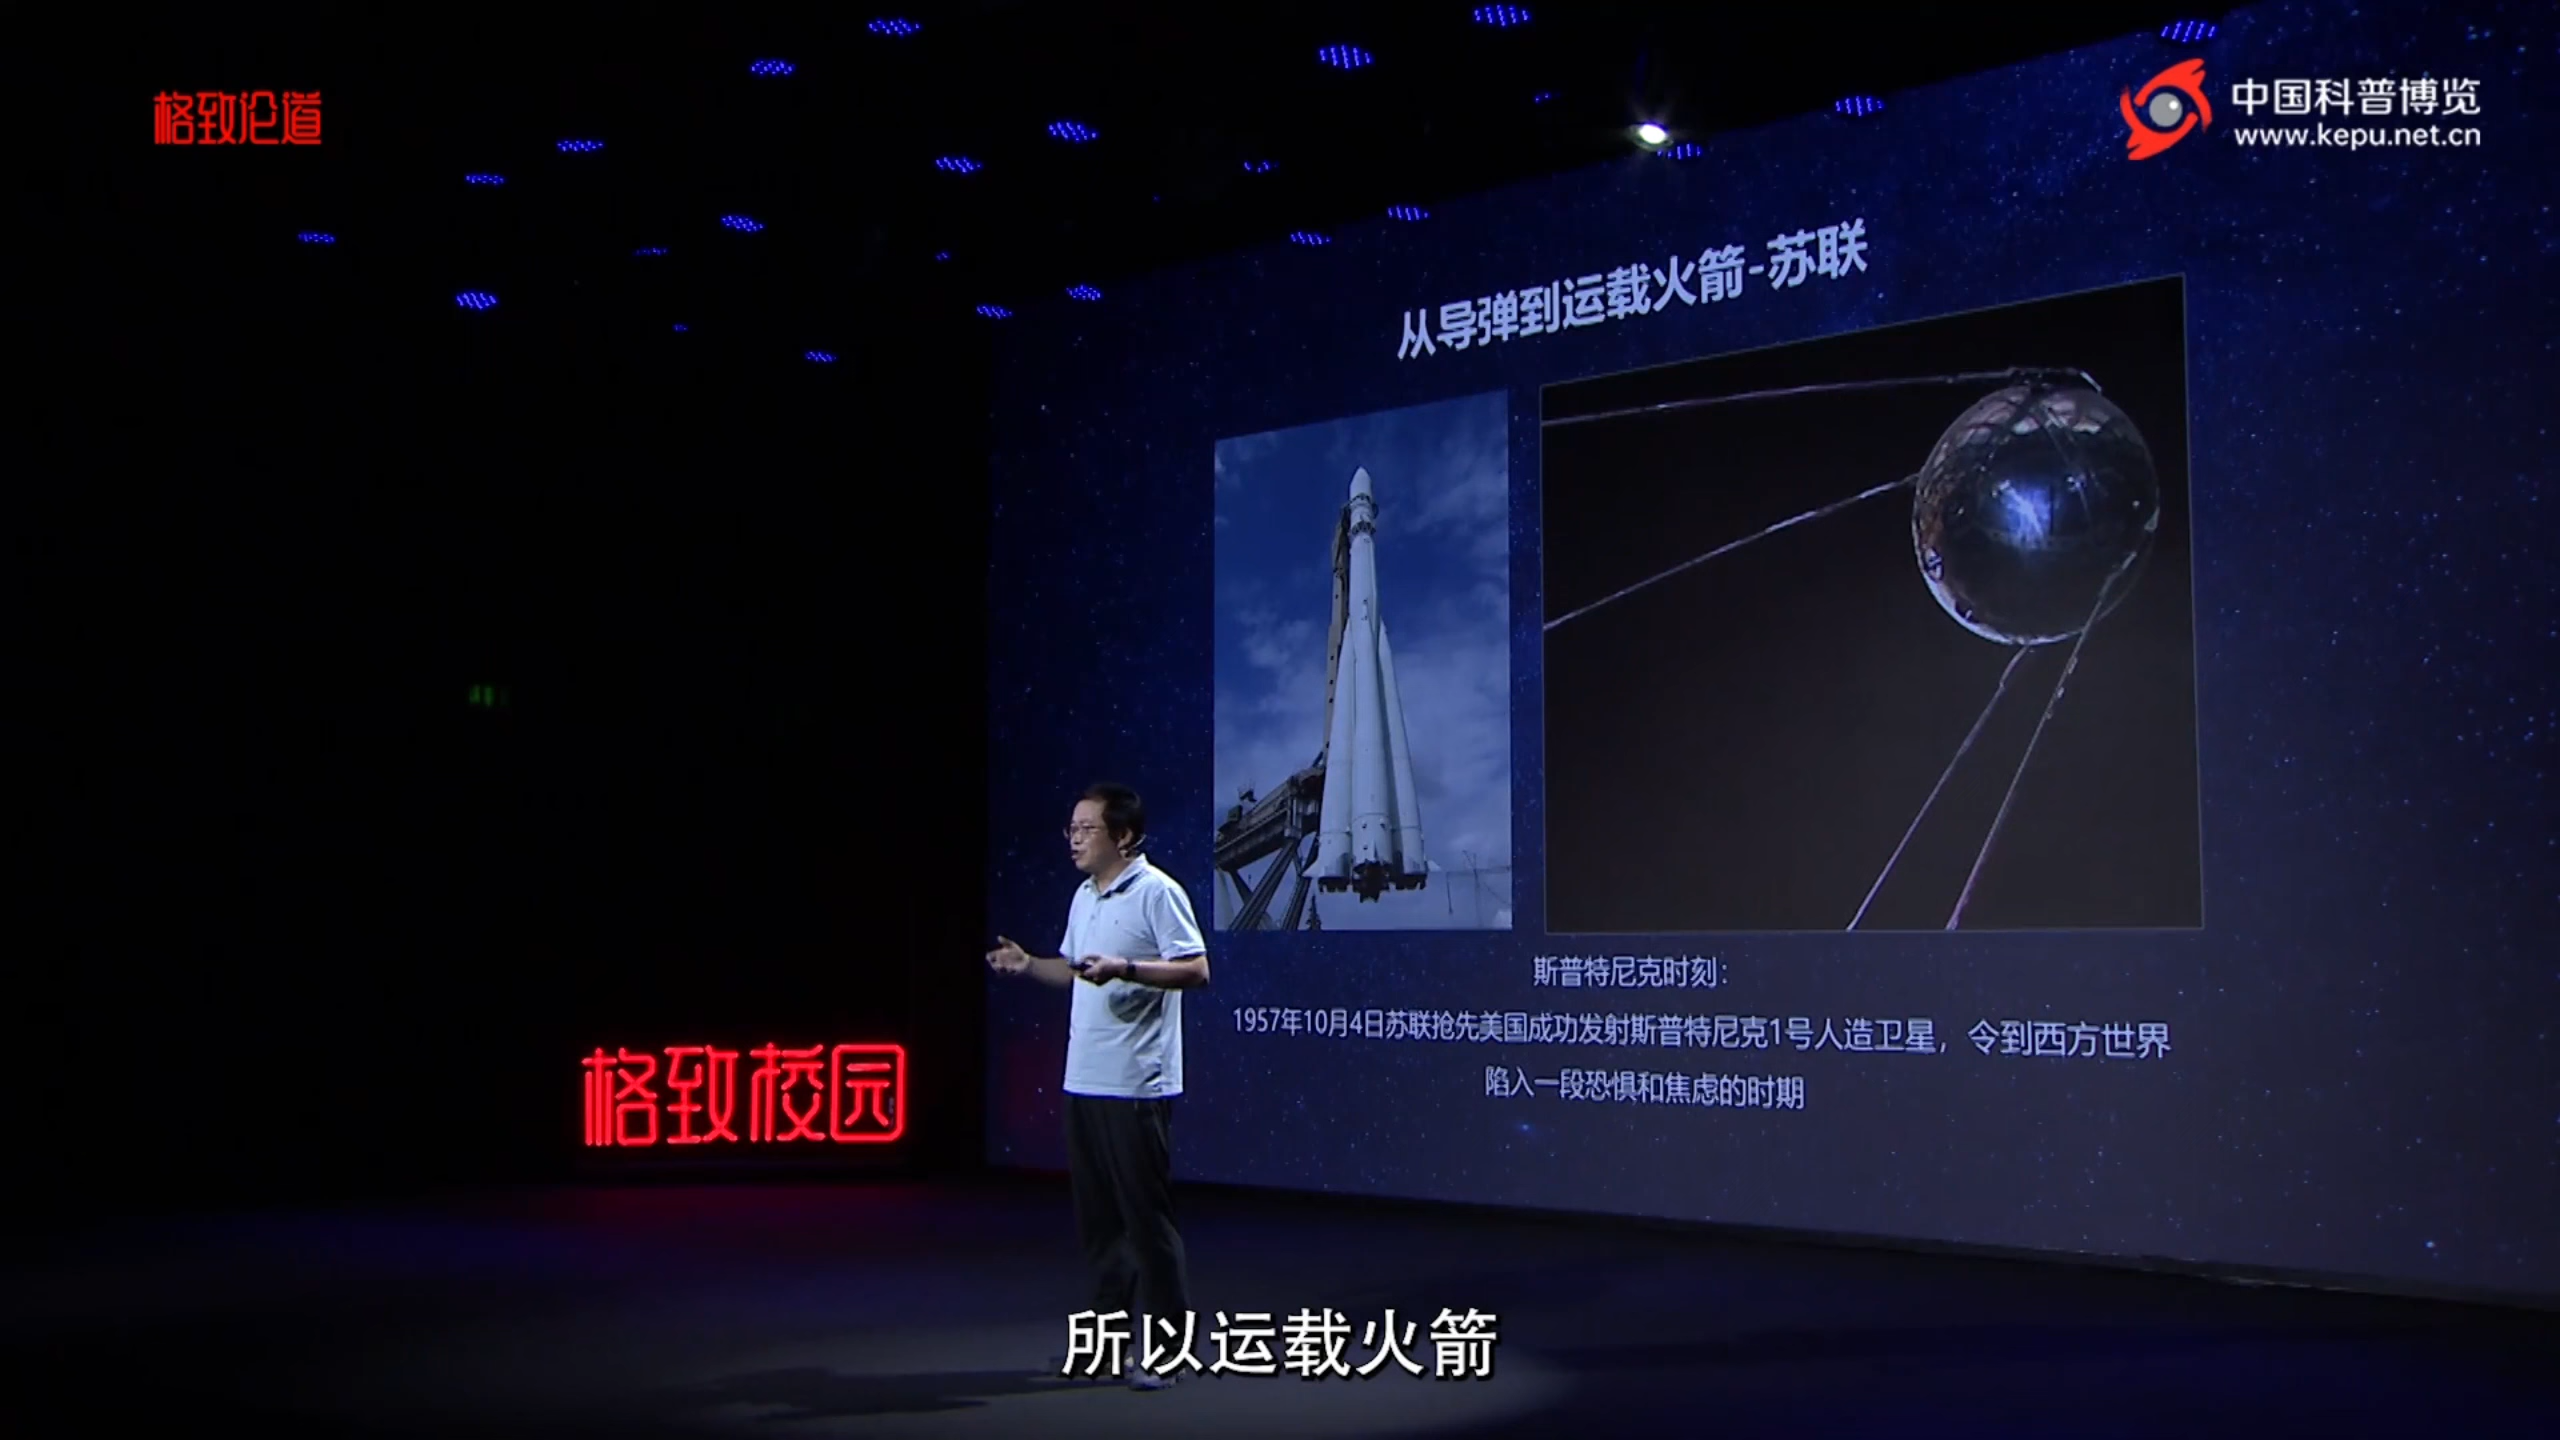 格致论道
中国科普博览
www.kepu.net.cn
从导弹到运载火箭-苏联
斯普特尼克时刻：
1957年10月4日苏联抢先美国成功发射斯普特尼克1号人造卫星，令到西方世界
陷入一段恐惧和焦虑的时期
格致校园
所以运载火箭